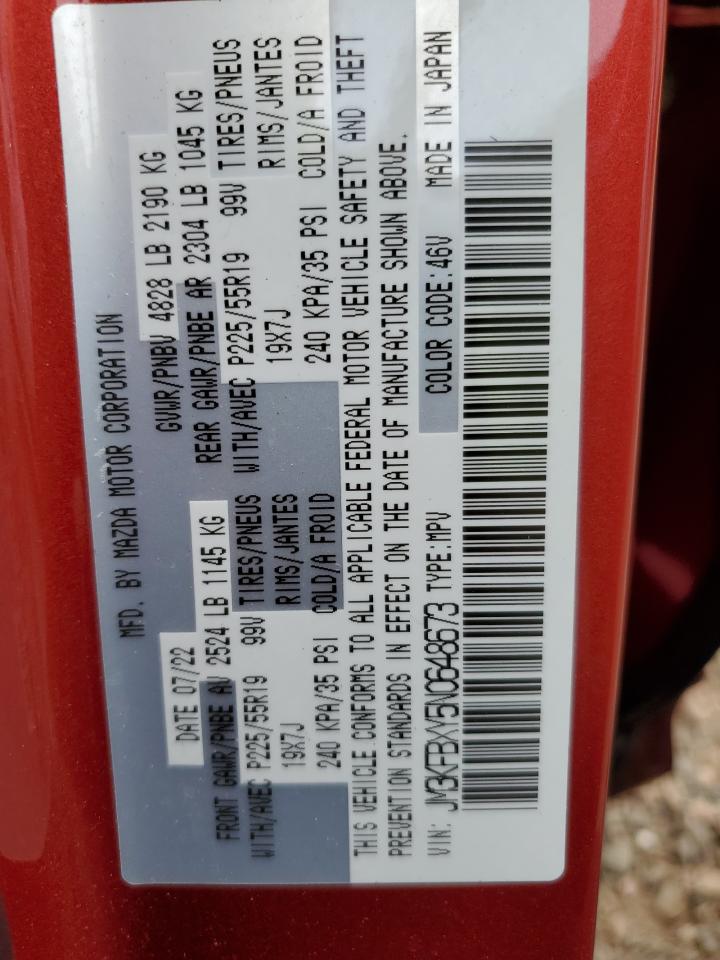 MFD. BY MAZDA MOTOR CORPORATION
DATE 07/22 GVWR/PNBV 4828 LB 2190 KG
FRONT GAWR/PNBE AV 2524 LB 1145 KG REAR GAWR/PNBE AR 2304 LB 1045 KG
WITH/AVEC P225/55R19 99V TIRES/PNEUS WITH/AVEC P225/55R19 99V TIRES/PNEUS
19X7J RIMS/JANTES 19X7J RIMS/JANTES
240 KPA/35 PSI COLD/A FROID 240 KPA/35 PSI COLD/A FROID
THIS VEHICLE CONFORMS TO ALL APPLICABLE FEDERAL MOTOR VEHICLE SAFETY AND THEFT
PREVENTION STANDARDS IN EFFECT ON THE DATE OF MANUFACTURE SHOWN ABOVE.
VIN: JM3KFBXY5N0648673 TYPE:MPV COLOR CODE:46V MADE IN JAPAN